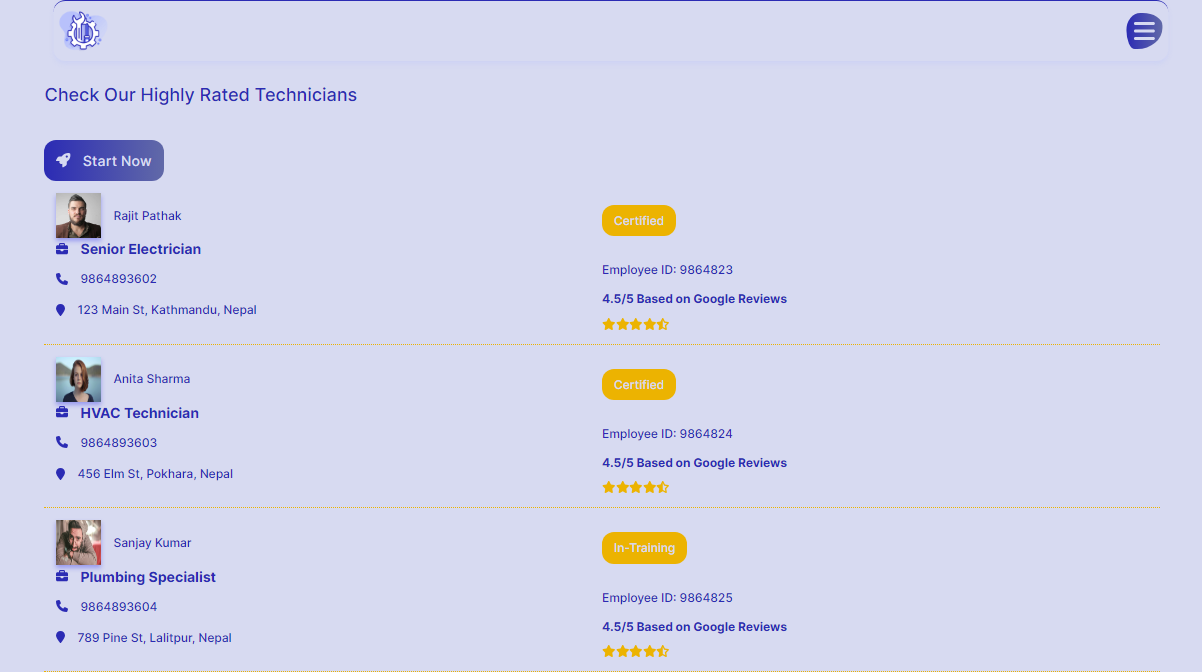 Check Our Highly Rated Technicians
Start Now
Rajit Pathak
Senior Electrician
9864893602
123 Main St, Kathmandu, Nepal
Certified
Employee ID: 9864823
4.5/5 Based on Google Reviews
Anita Sharma
HVAC Technician
9864893603
456 Elm St, Pokhara, Nepal
Certified
Employee ID: 9864824
4.5/5 Based on Google Reviews
Sanjay Kumar
Plumbing Specialist
9864893604
789 Pine St, Lalitpur, Nepal
In-Training
Employee ID: 9864825
4.5/5 Based on Google Reviews